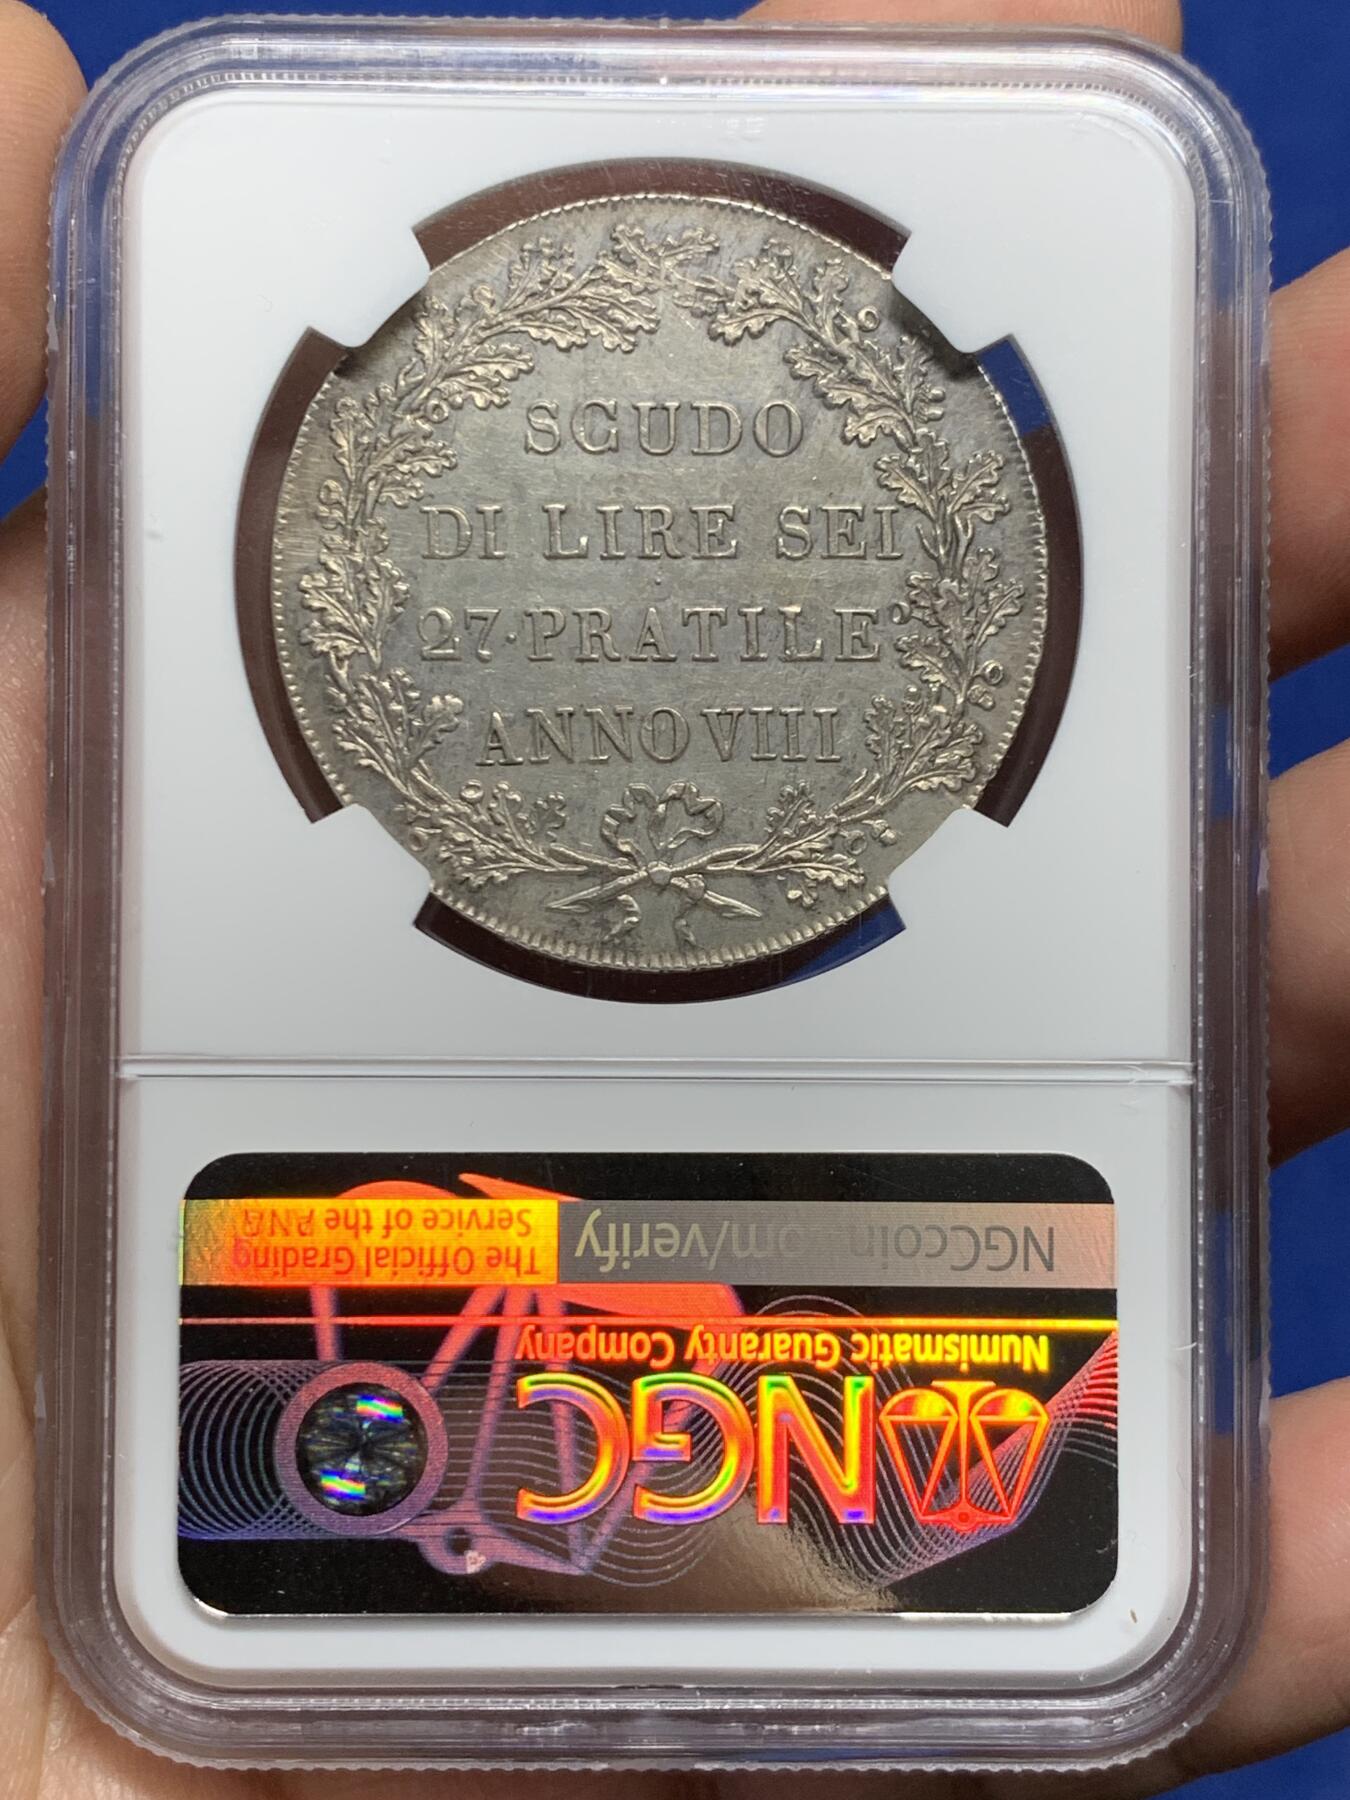 SCUDO
DI LIRE SEI
27·PRATILE
ANNO VIII
NGC
Numismatic Guaranty Company
NGCcoin.com/verify
The Official Grading
Service of the ANA